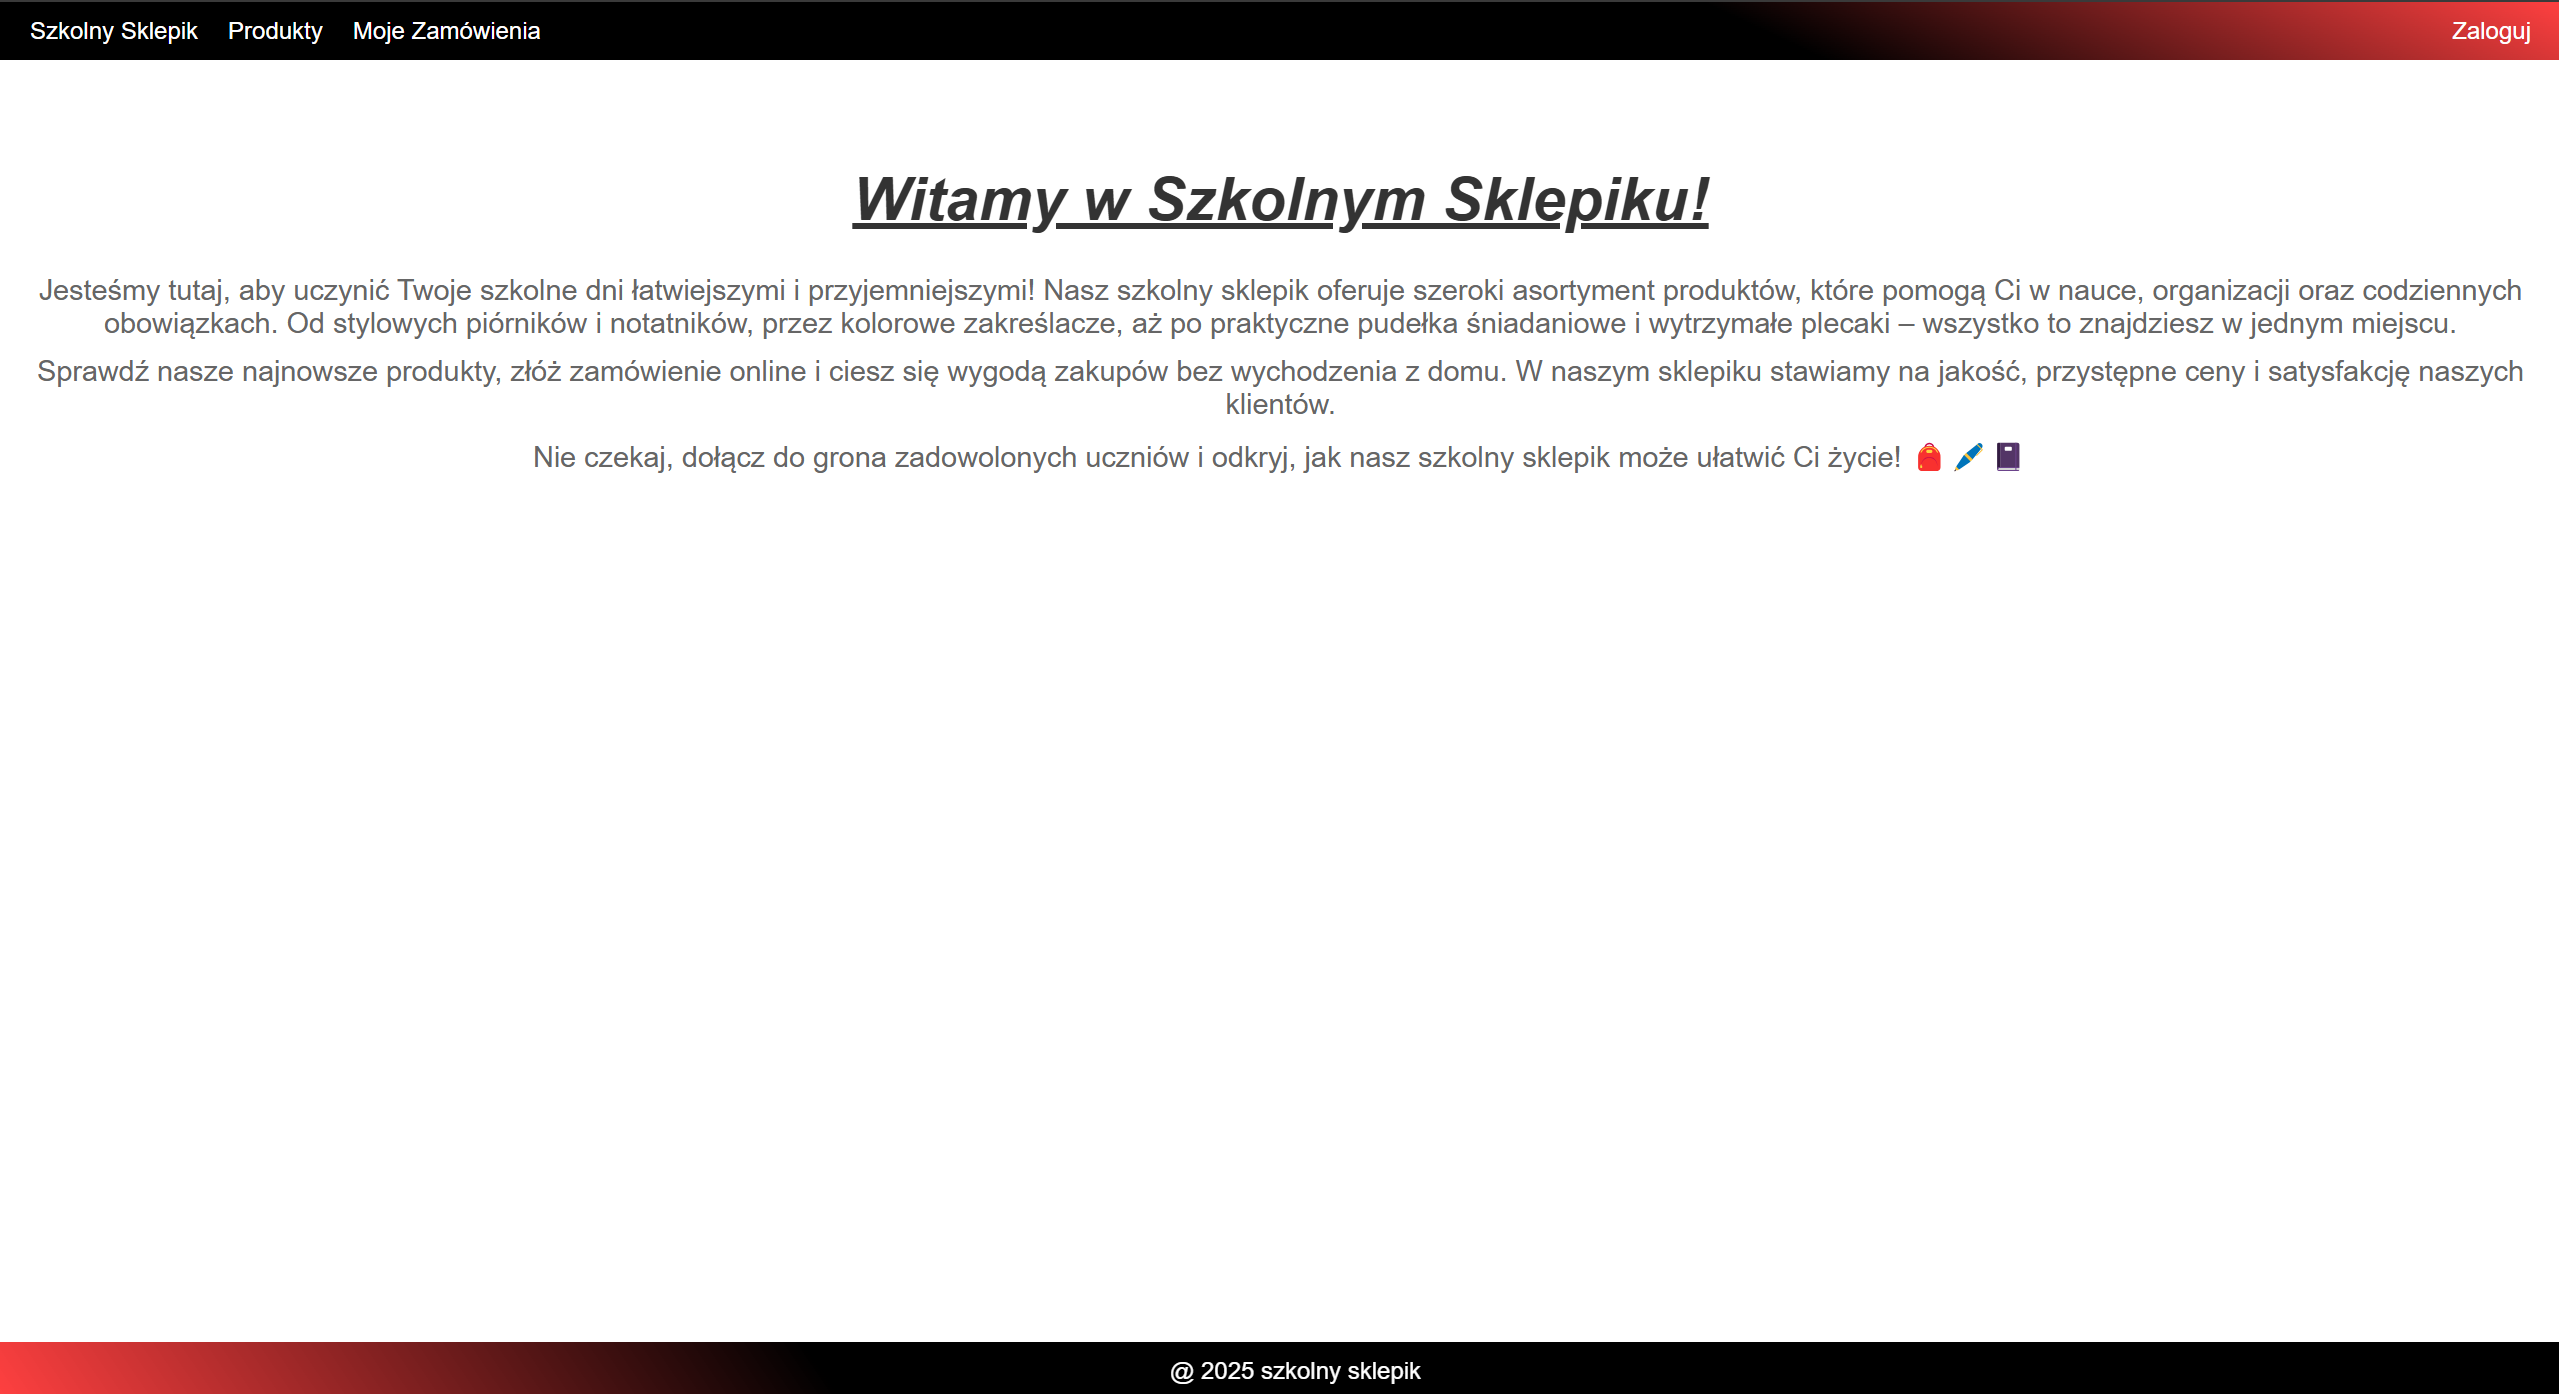 Szkolny Sklepik Produkty Moje Zamówienia Zaloguj
Witamy w Szkolnym Sklepiku!
Jesteśmy tutaj, aby uczynić Twoje szkolne dni łatwiejszymi i przyjemniejszymi! Nasz szkolny sklepik oferuje szeroki asortyment produktów, które pomogą Ci w nauce, organizacji oraz codziennych
obowiązkach. Od stylowych piórników i notatników, przez kolorowe zakreślacze, aż po praktyczne pudełka śniadaniowe i wytrzymałe plecaki – wszystko to znajdziesz w jednym miejscu.
Sprawdź nasze najnowsze produkty, złóż zamówienie online i ciesz się wygodą zakupów bez wychodzenia z domu. W naszym sklepiku stawiamy na jakość, przystępne ceny i satysfakcję naszych
klientów.
Nie czekaj, dołącz do grona zadowolonych uczniów i odkryj, jak nasz szkolny sklepik może ułatwić Ci życie! 🎒 🖊️ 📓
@ 2025 szkolny sklepik